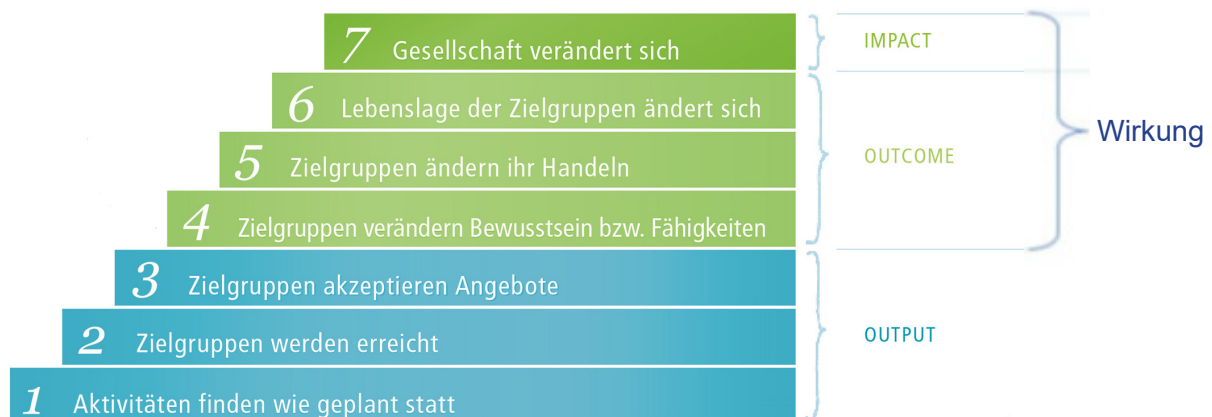 7 Gesellschaft verändert sich
IMPACT
6 Lebenslage der Zielgruppen ändert sich
Wirkung
5 Zielgruppen ändern ihr Handeln
OUTCOME
4 Zielgruppen verändern Bewusstsein bzw. Fähigkeiten
3 Zielgruppen akzeptieren Angebote
2 Zielgruppen werden erreicht
OUTPUT
1 Aktivitäten finden wie geplant statt